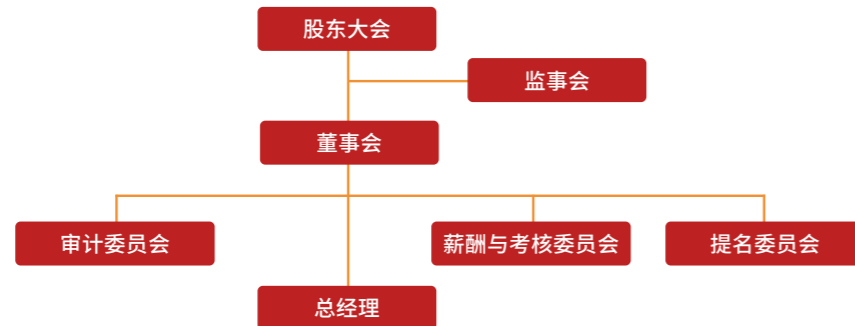 股东大会
监事会
董事会
审计委员会
薪酬与考核委员会
提名委员会
总经理